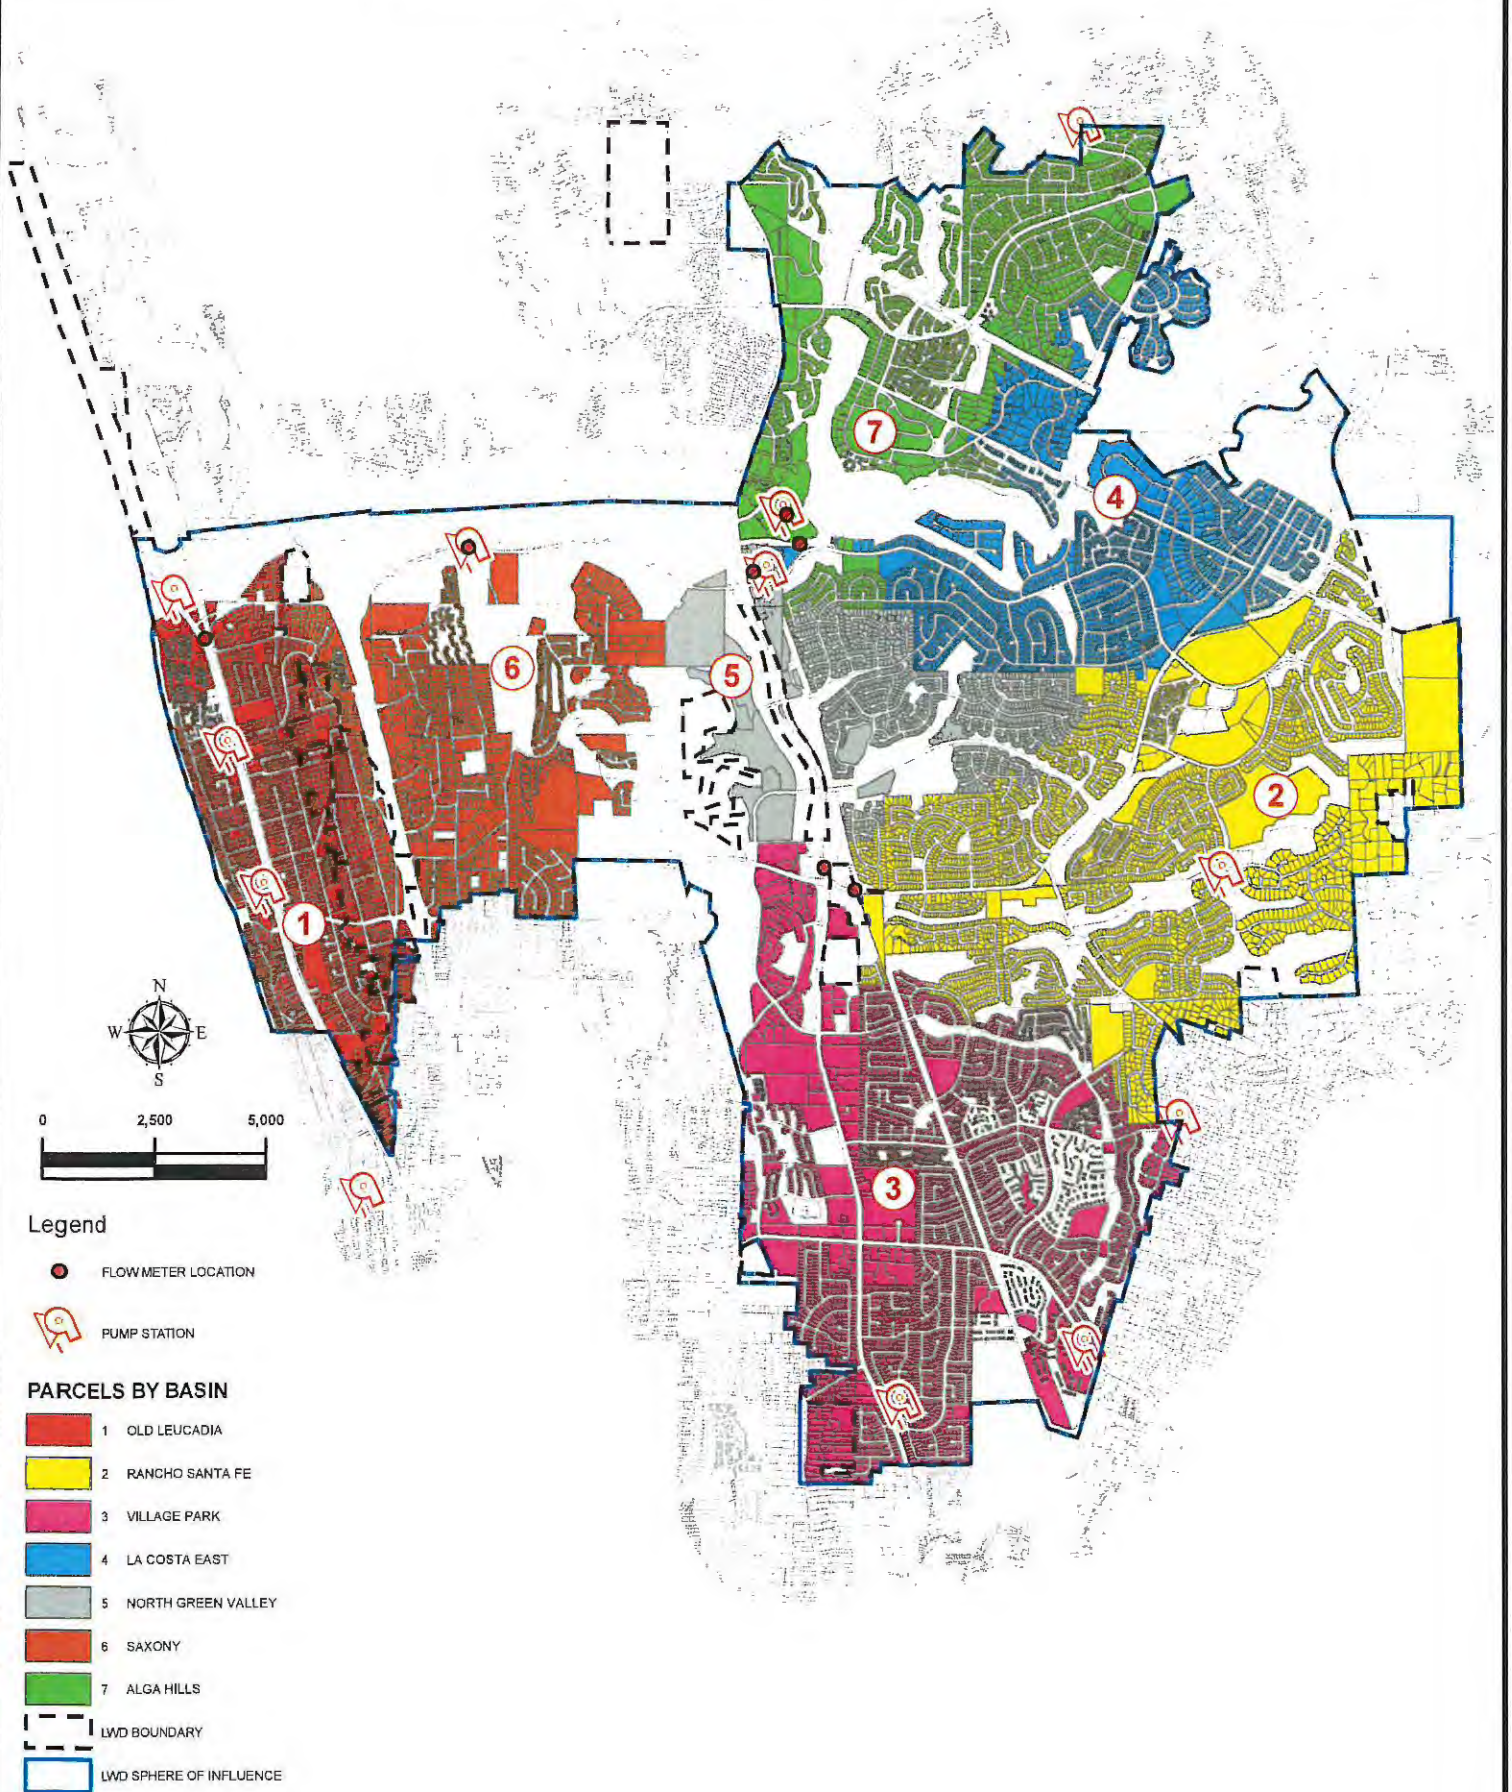 7
4
6
5
2
1
N
W E
S
0 2,500 5,000
3
Legend
FLOW METER LOCATION
PUMP STATION
PARCELS BY BASIN
1 OLD LEUCADIA
2 RANCHO SANTA FE
3 VILLAGE PARK
4 LA COSTA EAST
5 NORTH GREEN VALLEY
6 SAXONY
7 ALGA HILLS
LWD BOUNDARY
LWD SPHERE OF INFLUENCE